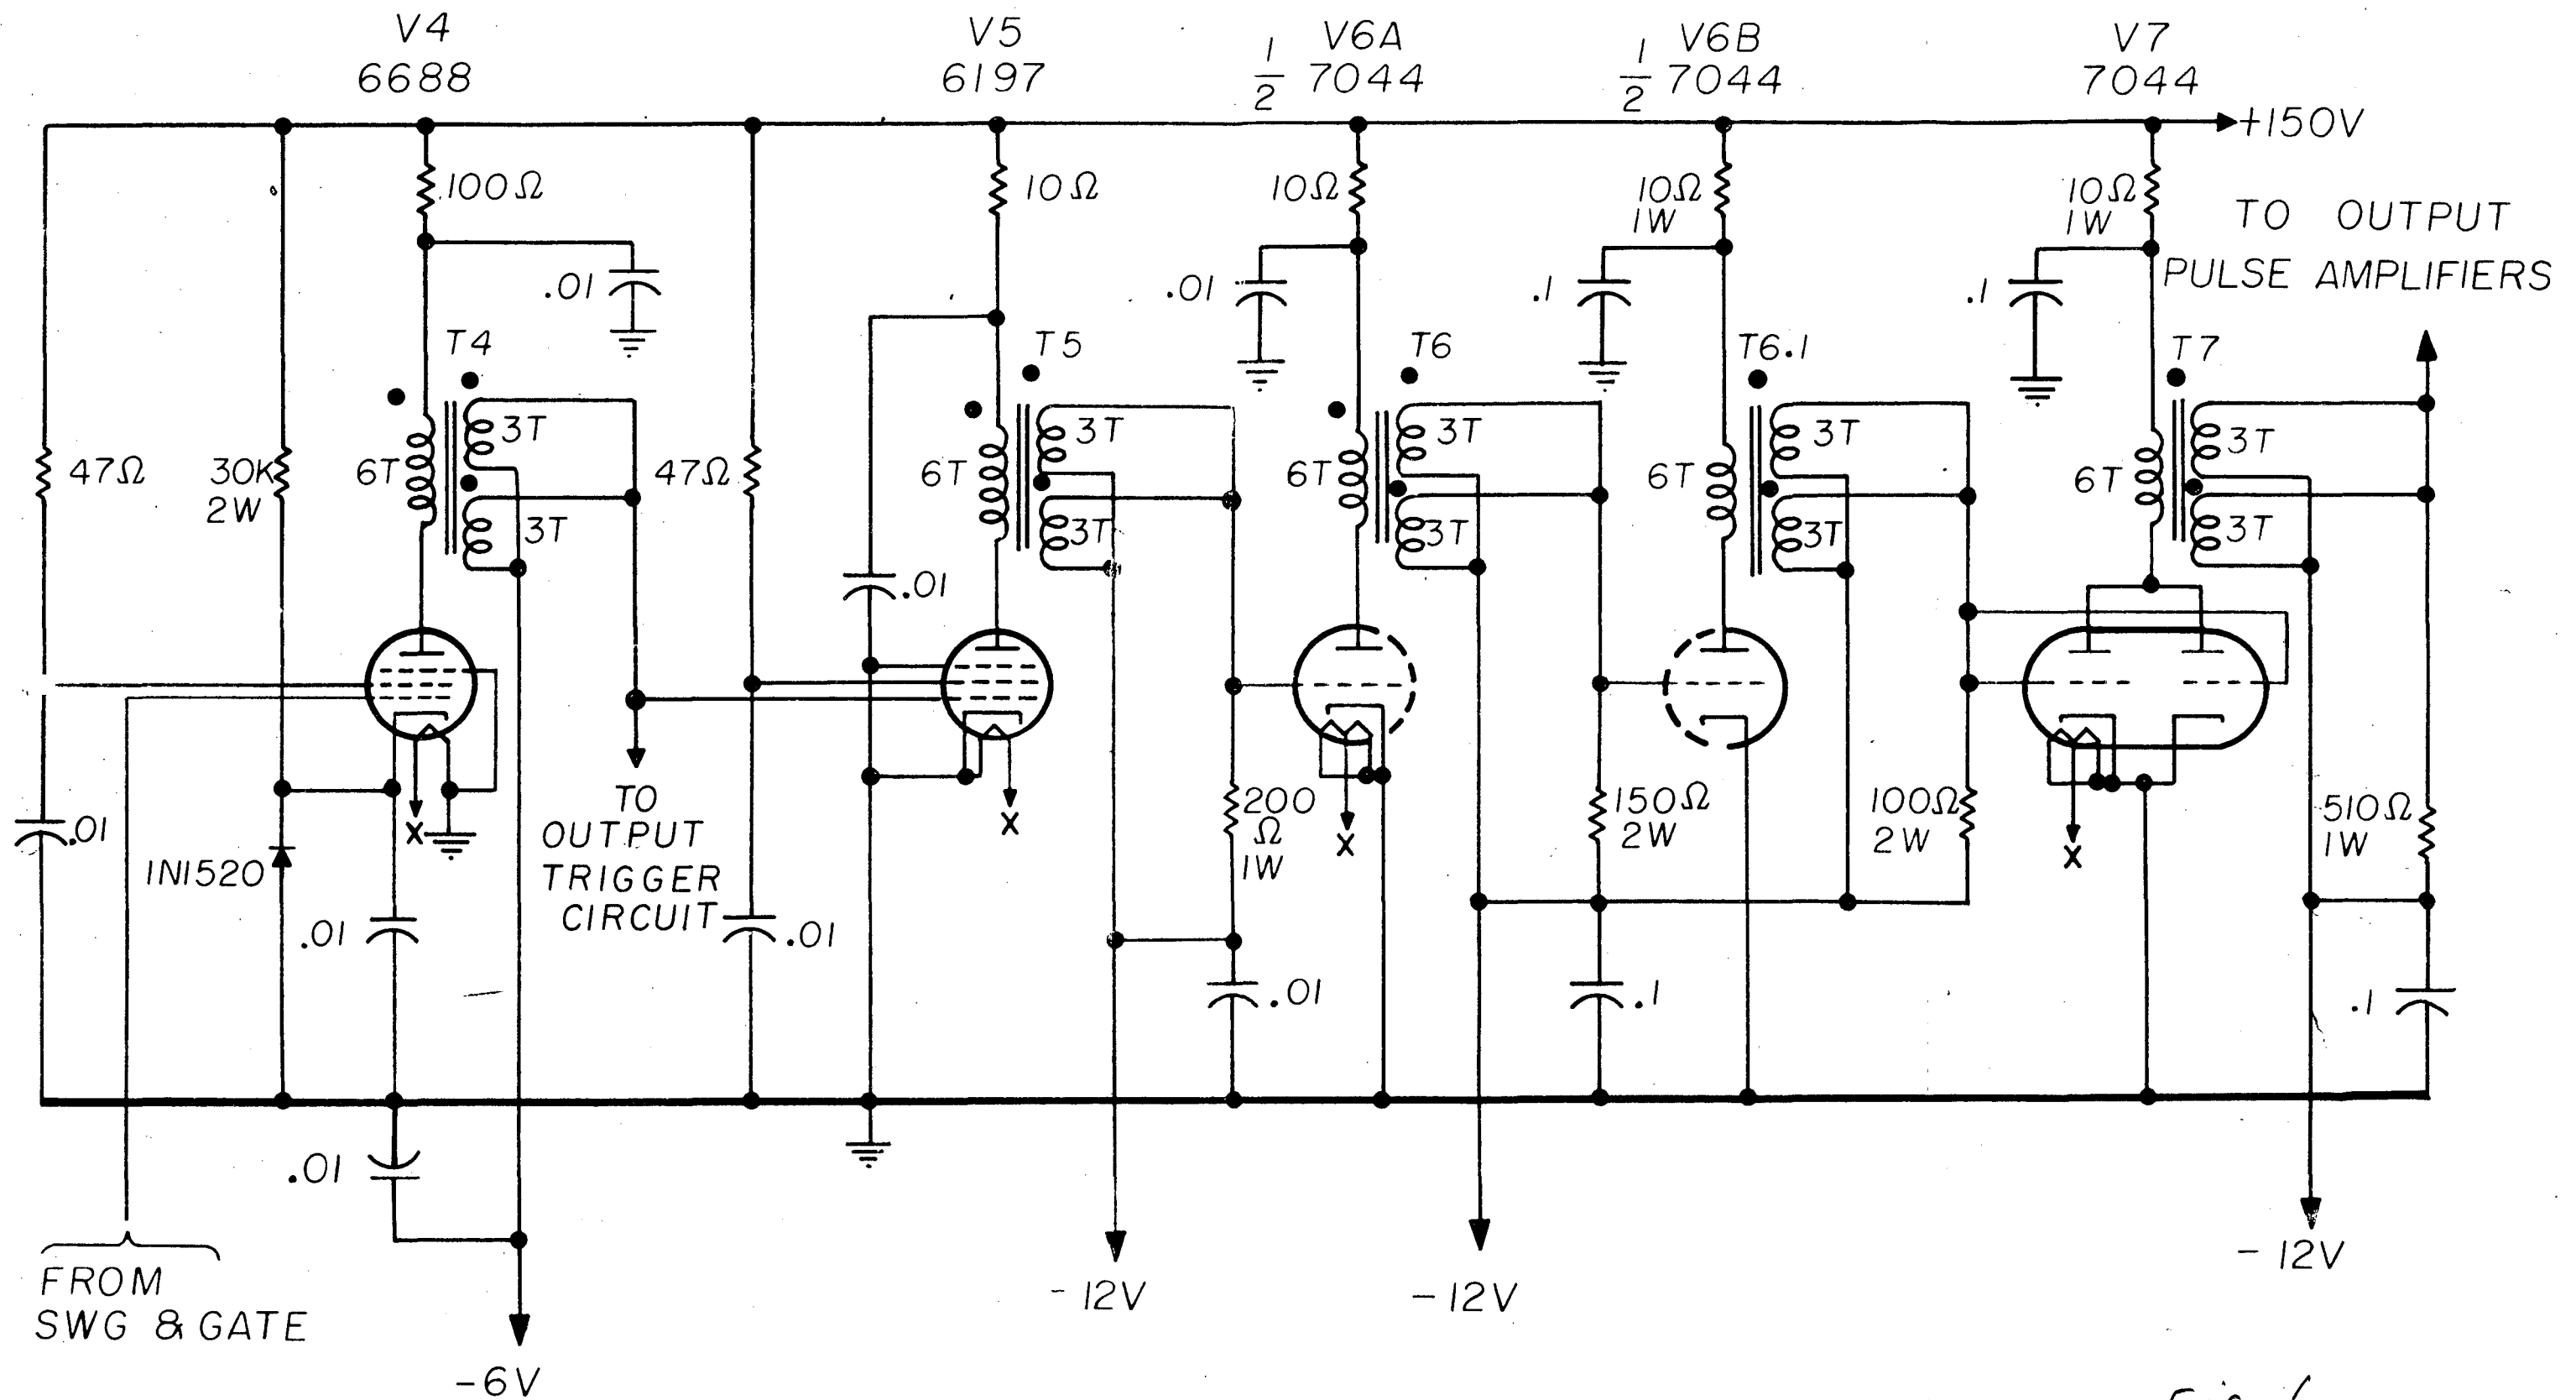 V4
6688
V5
6197
1/2
V6A
7044
1/2
V6B
7044
V7
7044
+150V
100Ω
10Ω
10Ω
10Ω
1W
10Ω
1W
TO OUTPUT
PULSE AMPLIFIERS
.01
.01
.1
.1
T4
T5
T6
T6.1
T7
47Ω
30K
2W
6T
3T
3T
47Ω
6T
3T
3T
6T
3T
3T
6T
3T
3T
6T
3T
3T
.01
.01
1N1520
X
TO
OUTPUT
TRIGGER
CIRCUIT
X
200
Ω
1W
X
150Ω
2W
100Ω
2W
X
510Ω
1W
.01
.01
.01
.1
.1
.01
FROM
SWG & GATE
-6V
-12V
-12V
-12V
Fig.